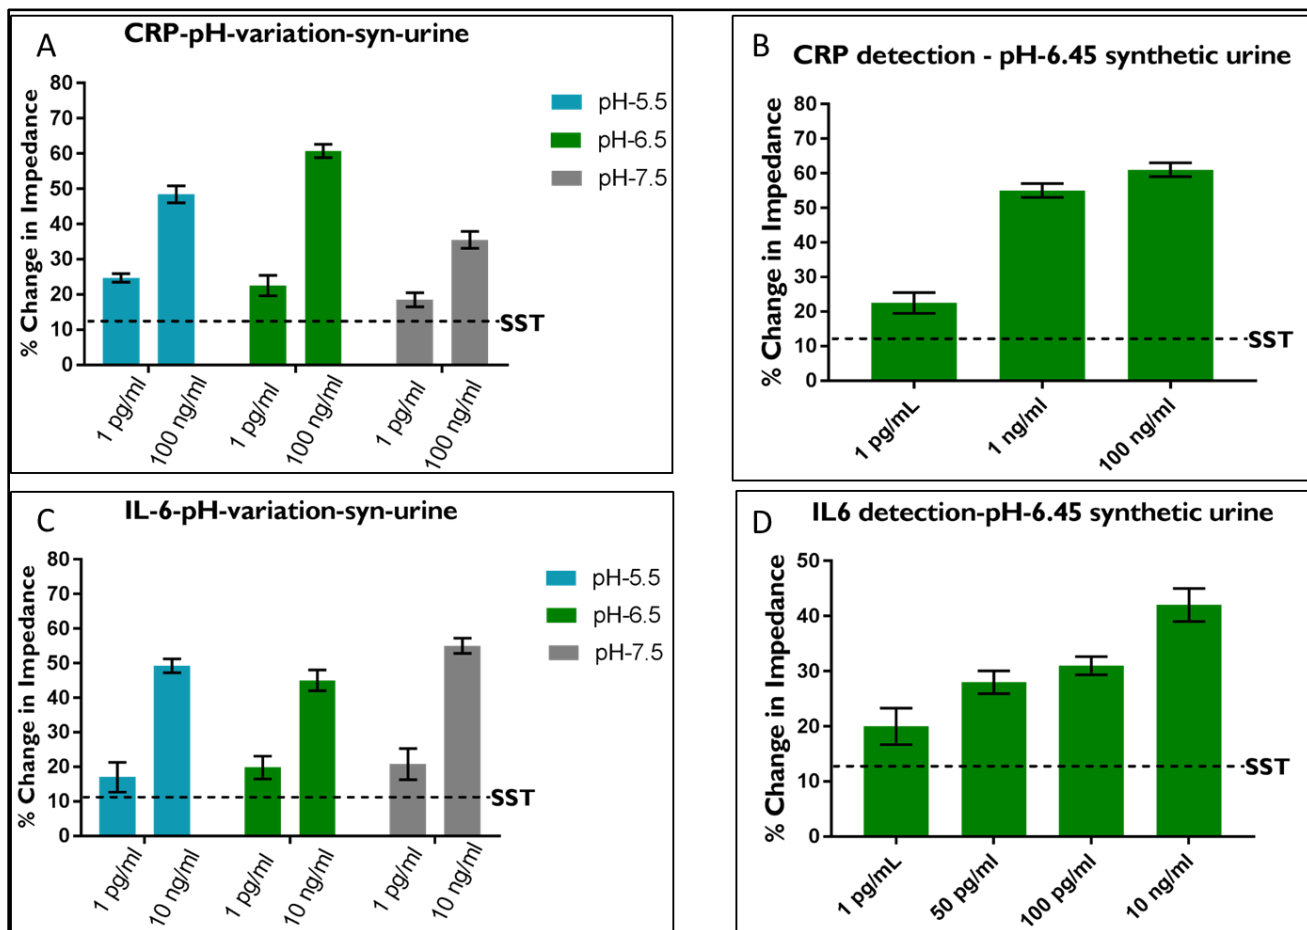 A
CRP-pH-variation-syn-urine
% Change in Impedance
80
70
60
50
40
30
20
10
0
SST
1 pg/ml
100 ng/ml
1 pg/ml
100 ng/ml
1 pg/ml
100 ng/ml
pH-5.5
pH-6.5
pH-7.5
B
CRP detection - pH-6.45 synthetic urine
% Change in Impedance
80
70
60
50
40
30
20
10
0
SST
1 pg/mL
1 ng/ml
100 ng/ml
C
IL-6-pH-variation-syn-urine
% Change in Impedance
80
70
60
50
40
30
20
10
0
SST
1 pg/ml
10 ng/ml
1 pg/ml
10 ng/ml
1 pg/ml
10 ng/ml
pH-5.5
pH-6.5
pH-7.5
D
IL6 detection-pH-6.45 synthetic urine
% Change in Impedance
50
40
30
20
10
0
SST
1 pg/mL
50 pg/ml
100 pg/ml
10 ng/ml